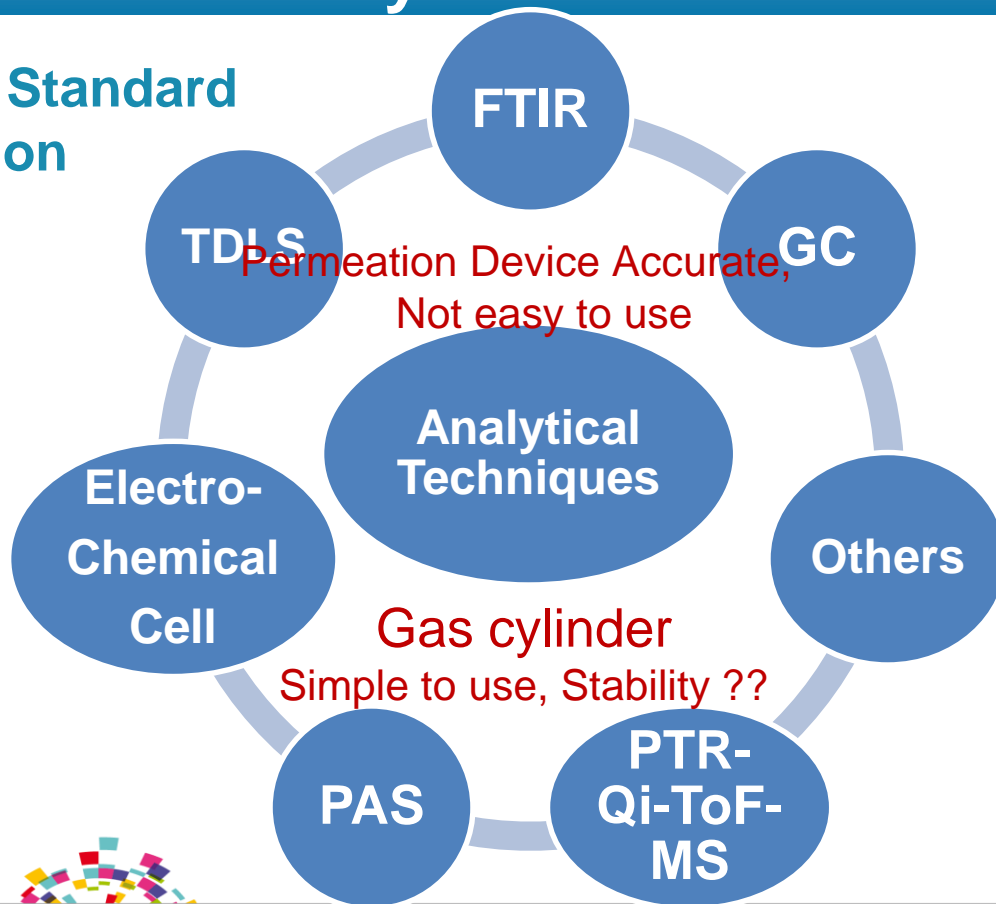 Standard
on
FTIR
TDLS
GC
Permeation Device Accurate,
Not easy to use
Analytical
Techniques
Electro-
Chemical
Cell
Others
Gas cylinder
Simple to use, Stability ??
PAS
PTR-
Qi-ToF-
MS